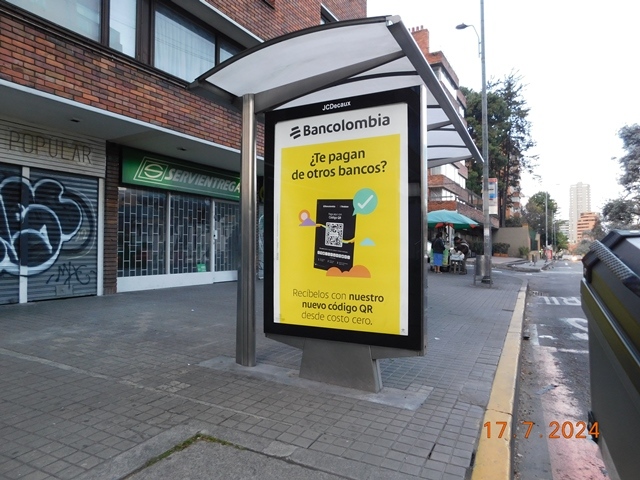 JCDecaux
Bancolombia
¿Te pagan
de otros bancos?
Recíbelos con nuestro
nuevo código QR
desde costo cero.
POPULAR
SERVIENTREGA
17.7.2024